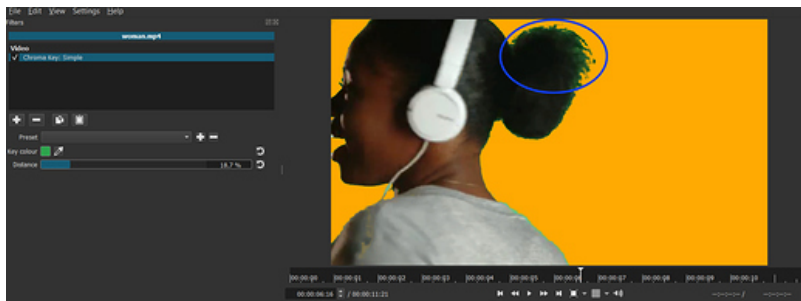 File Edit View Settings Help
Filters
woman.mp4
Video
Chroma Key: Simple
Preset
Key colour
Distance 18.7 %
00:00:00 00:00:01 00:00:02 00:00:03 00:00:04 00:00:05 00:00:06 00:00:07 00:00:08 00:00:09 00:00:10
00:00:06:16 / 00:00:11:21 --:--:--:-- / --:--:--:--